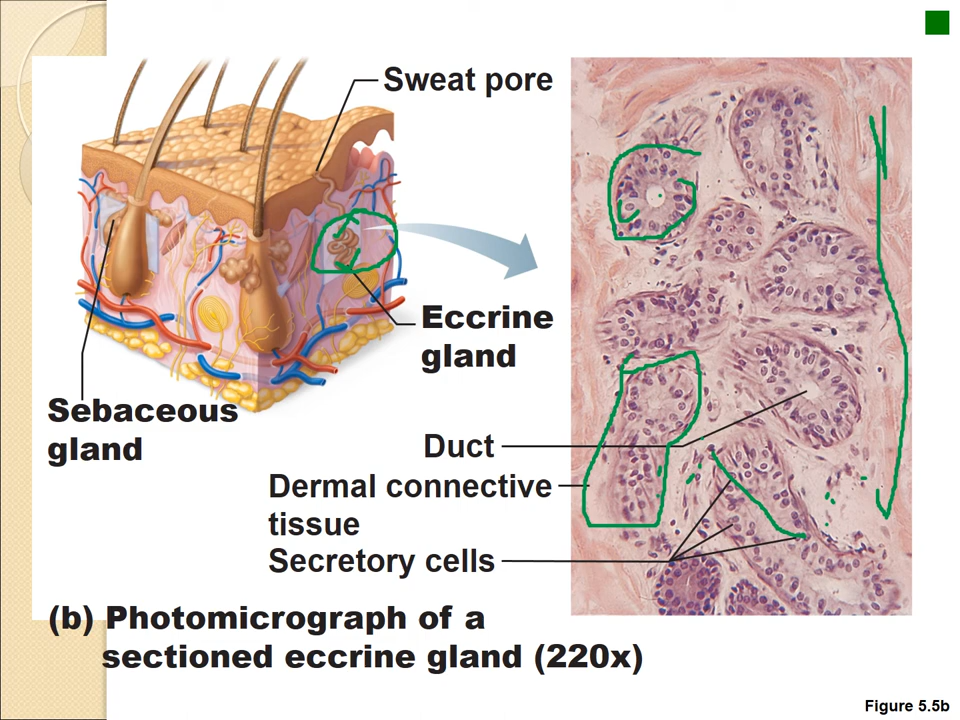 Sweat pore
Eccrine
gland
Sebaceous
gland
Duct
Dermal connective
tissue
Secretory cells
(b) Photomicrograph of a
sectioned eccrine gland (220x)
Figure 5.5b